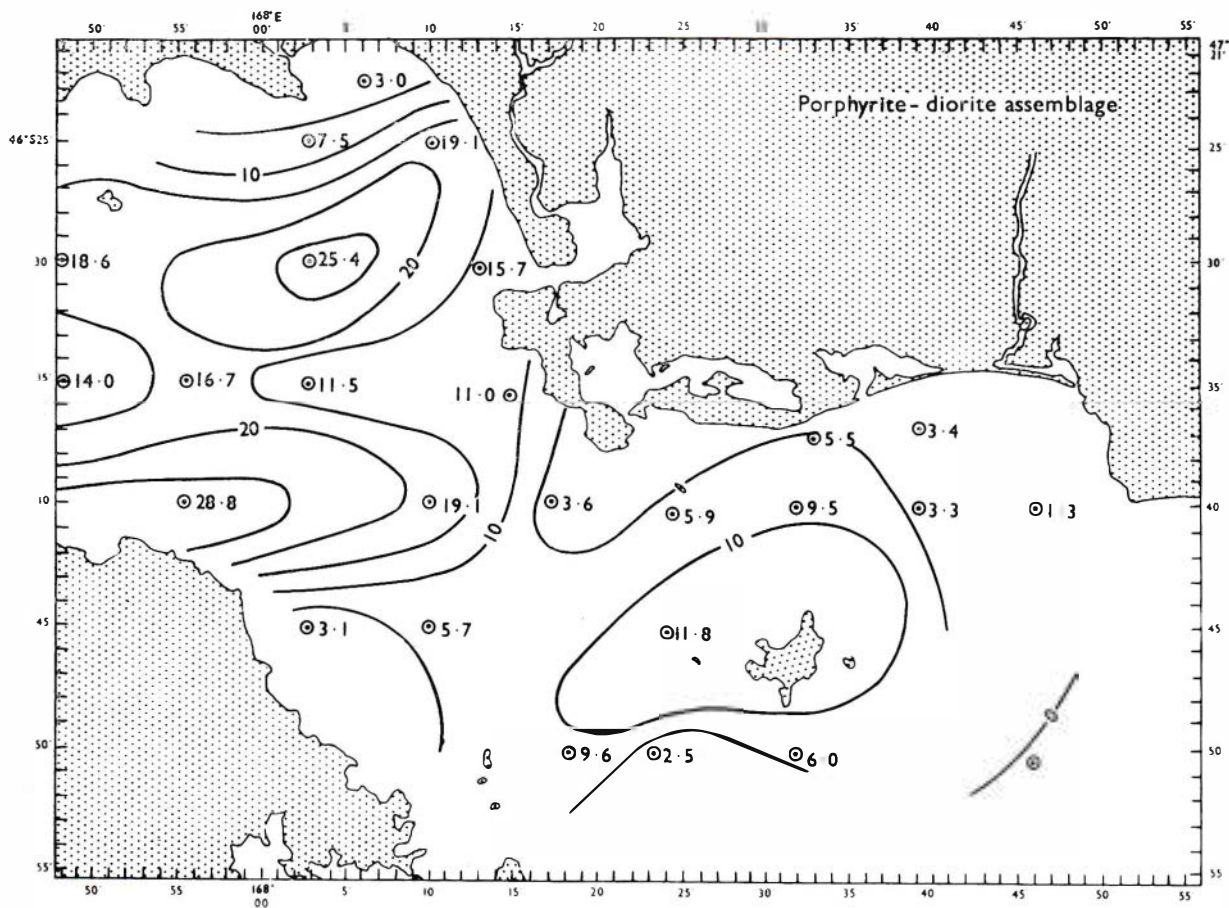 50' 55' 168° E 00' 10 15 20 25 35 40 45' 50' 55'
47° 21'
Porphyrite - diorite assemblage
3·0
46° S 25 7·5 19·1 25'
10
30' 18·6 25·4 20 15·7 30'
15' 14·0 16·7 11·5 11·0 35'
20 5·5 3·4
10 28·8 19·1 10 3·6 5·9 9·5 3·3 1 3 40
10
45 3·1 5·7 11·8 45
50' 9·6 2·5 6·0 50
55' 55
50' 55' 168° 00 5' 10 15' 20 25 30 35 40 45 50' 55